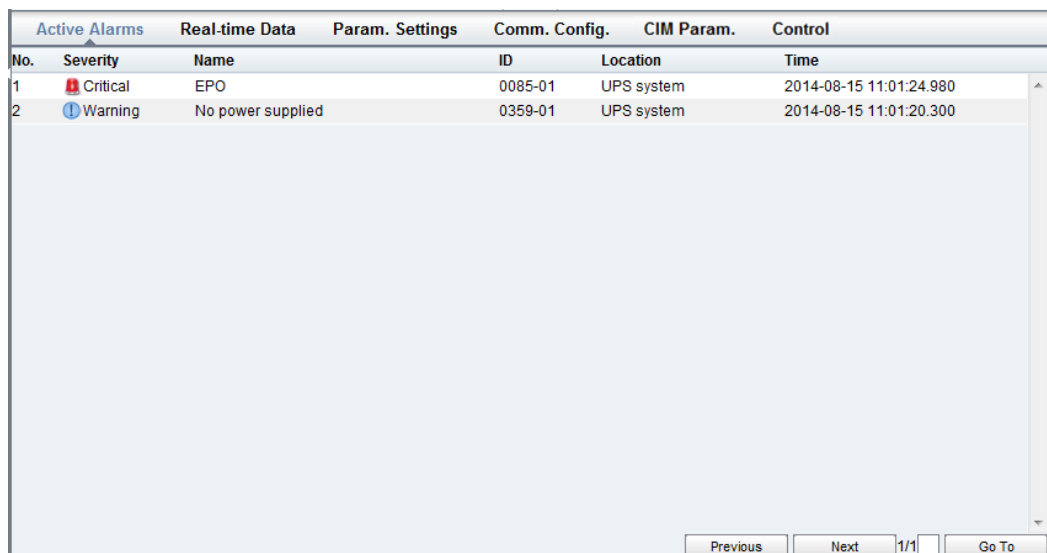 Active Alarms Real-time Data Param. Settings Comm. Config. CIM Param. Control
No. Severity Name ID Location Time
1 Critical EPO 0085-01 UPS system 2014-08-15 11:01:24.980
2 Warning No power supplied 0359-01 UPS system 2014-08-15 11:01:20.300
Previous Next 1/1 Go To